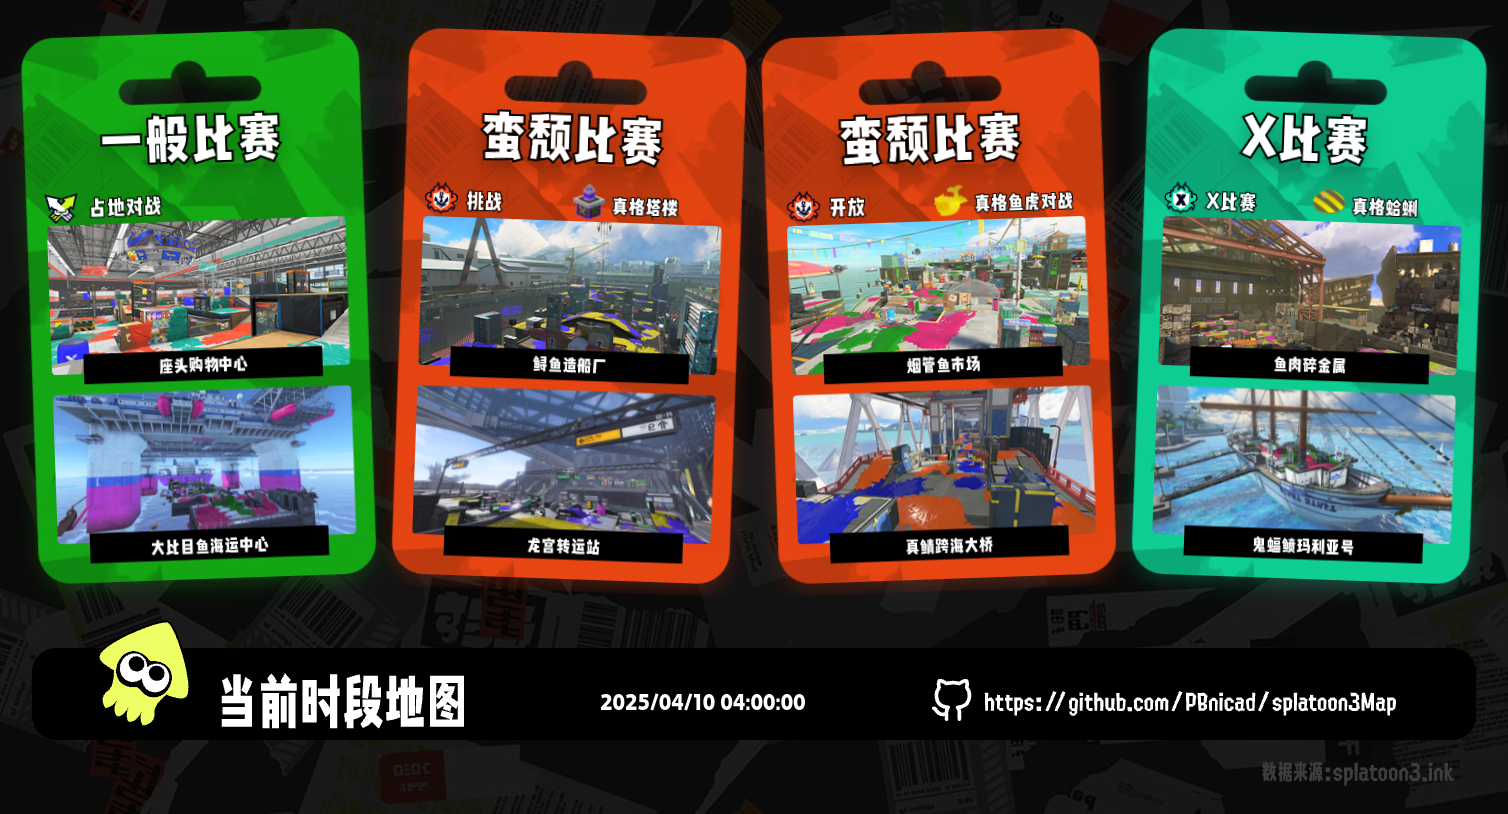 一般比赛
占地对战
座头购物中心
大比目鱼海运中心
蛮颓比赛
挑战
真格塔楼
鲟鱼造船厂
龙宫转运站
蛮颓比赛
开放
真格鱼虎对战
烟管鱼市场
真鲭跨海大桥
X比赛
X比赛
真格蛤蜊
鱼肉碎金属
鬼蝠鲼玛利亚号
当前时段地图
2025/04/10 04:00:00
https://github.com/PBnicad/splatoon3Map
数据来源:splatoon3.ink